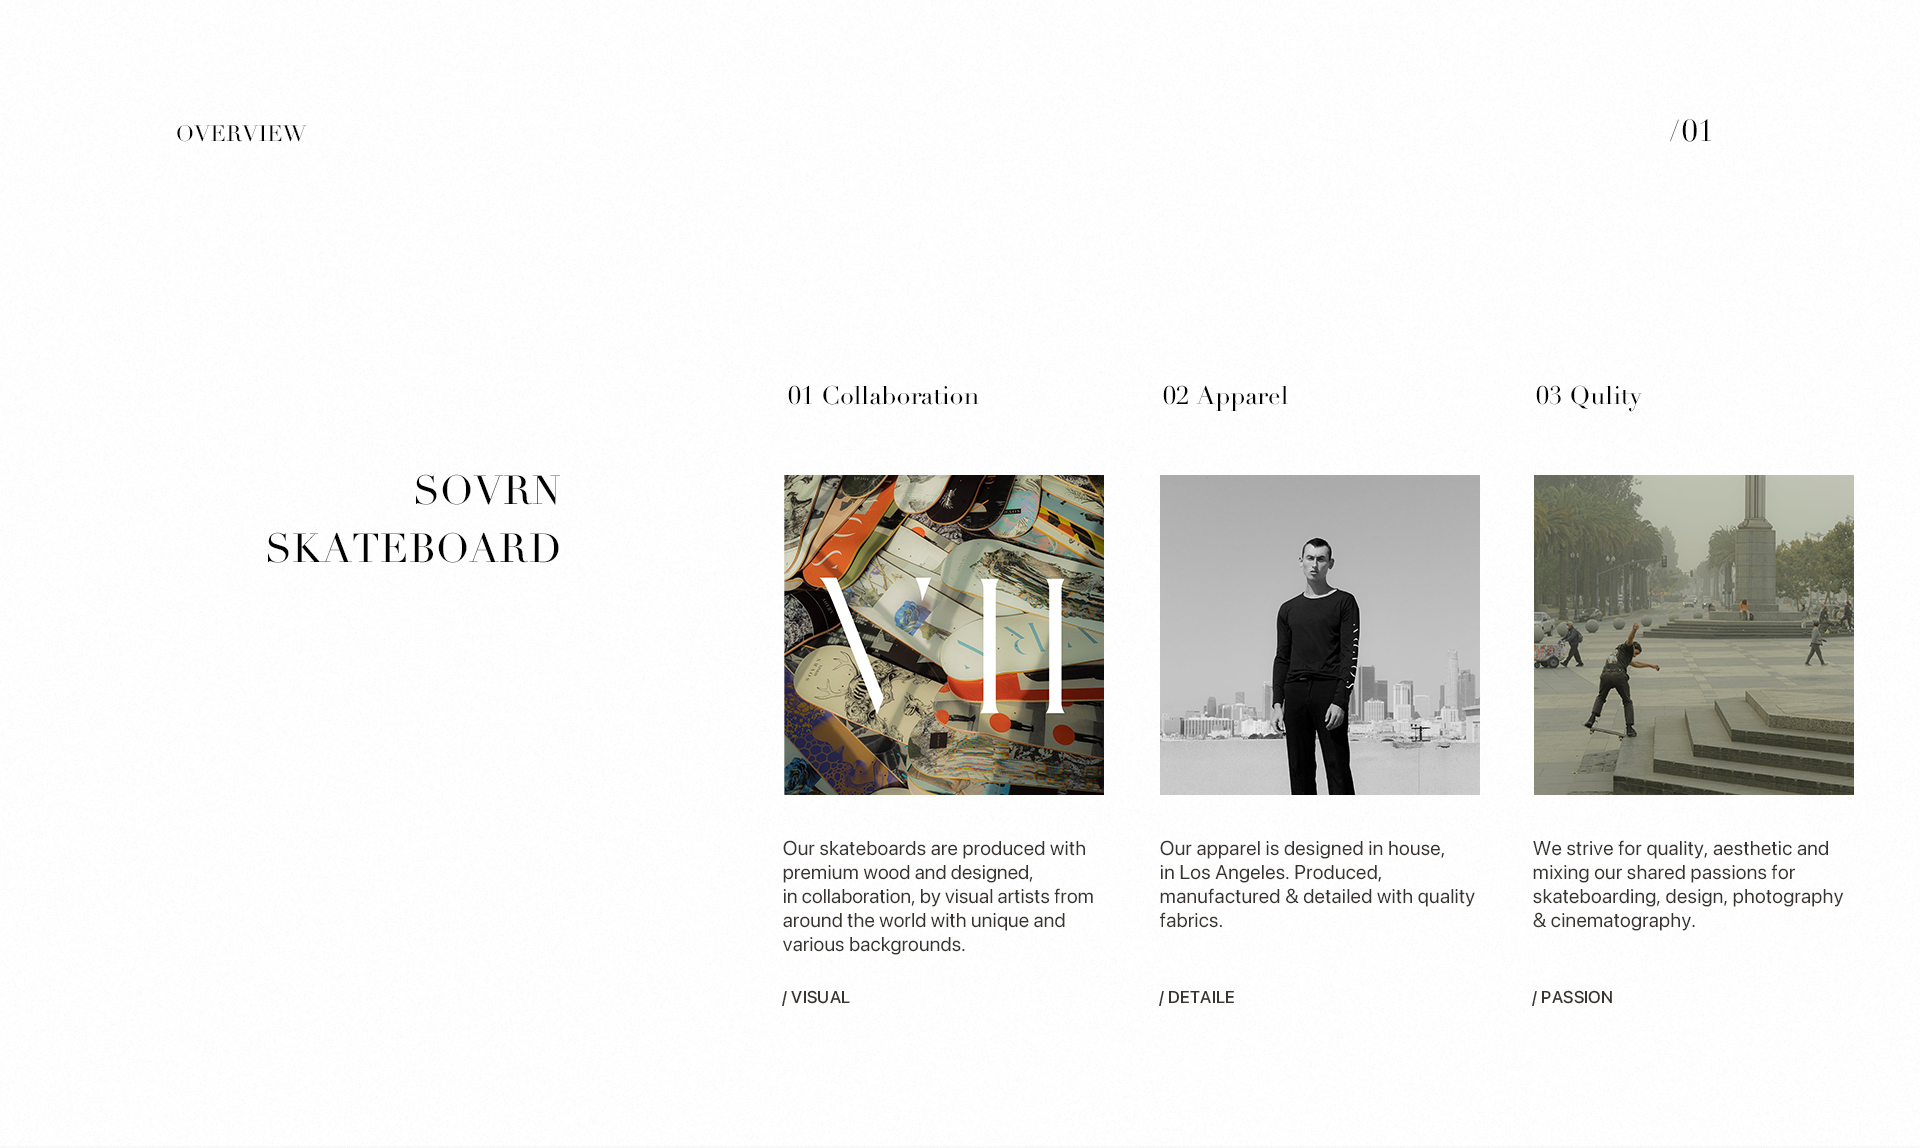 OVERVIEW
/01
SOVRN
SKATEBOARD
01 Collaboration
VII
Our skateboards are produced with
premium wood and designed,
in collaboration, by visual artists from
around the world with unique and
various backgrounds.
/ VISUAL
02 Apparel
SOVRN
Our apparel is designed in house,
in Los Angeles. Produced,
manufactured & detailed with quality
fabrics.
/ DETAILE
03 Qulity
We strive for quality, aesthetic and
mixing our shared passions for
skateboarding, design, photography
& cinematography.
/ PASSION